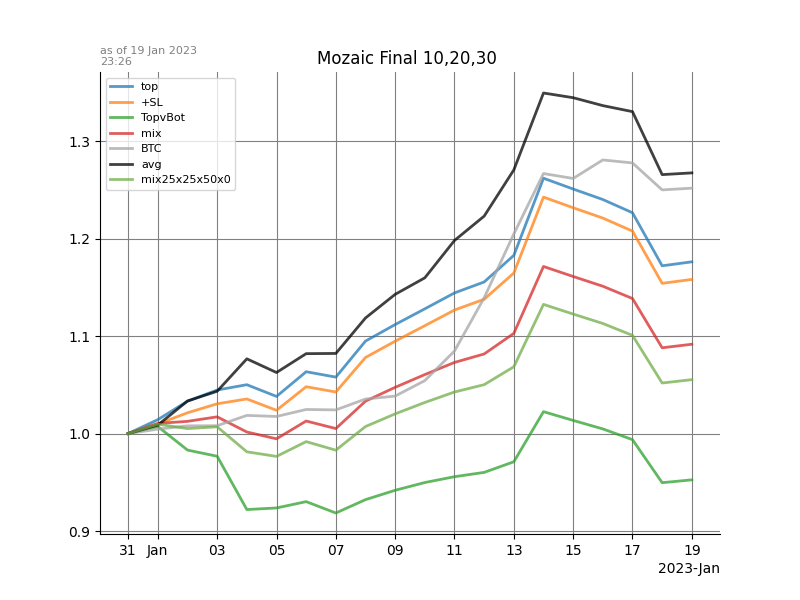 as of 19 Jan 2023
23:26
Mozaic Final 10,20,30
top
+SL
TopvBot
mix
BTC
avg
mix25x25x50x0
1.3
1.2
1.1
1.0
0.9
31 Jan 03 05 07 09 11 13 15 17 19
2023-Jan